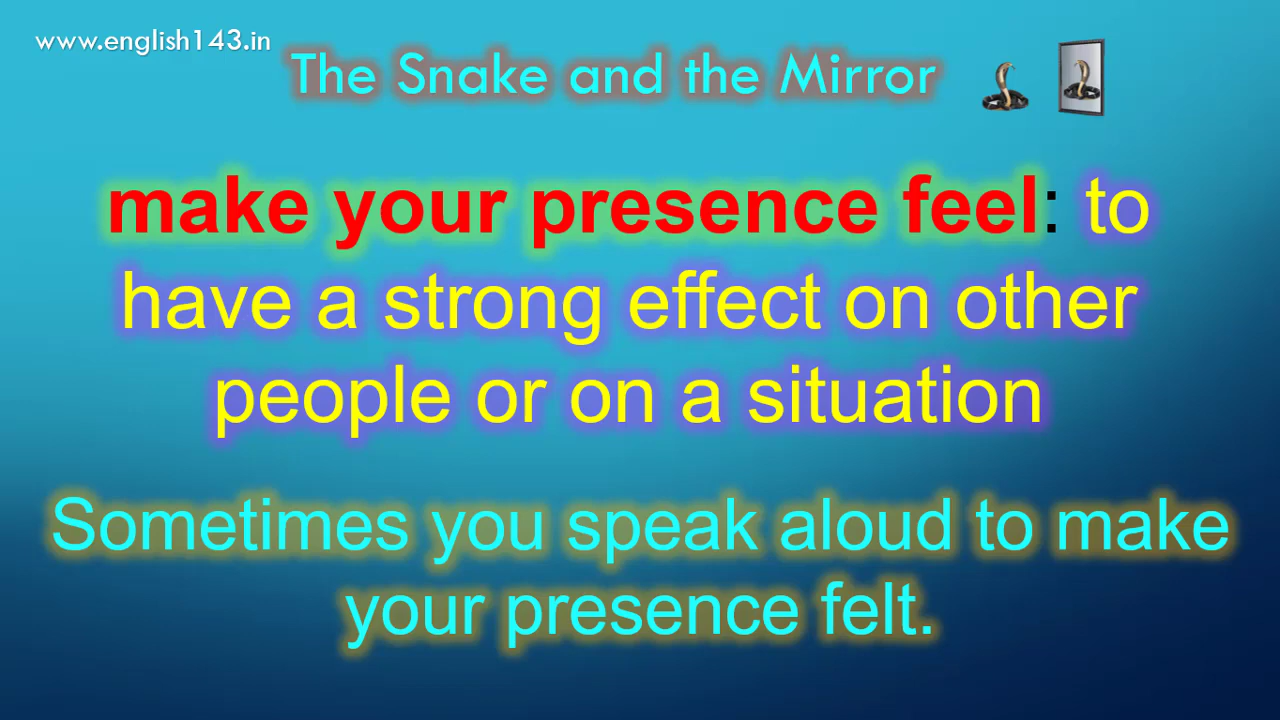 www.english143.in
The Snake and the Mirror
make your presence feel: to
have a strong effect on other
people or on a situation
Sometimes you speak aloud to make
your presence felt.